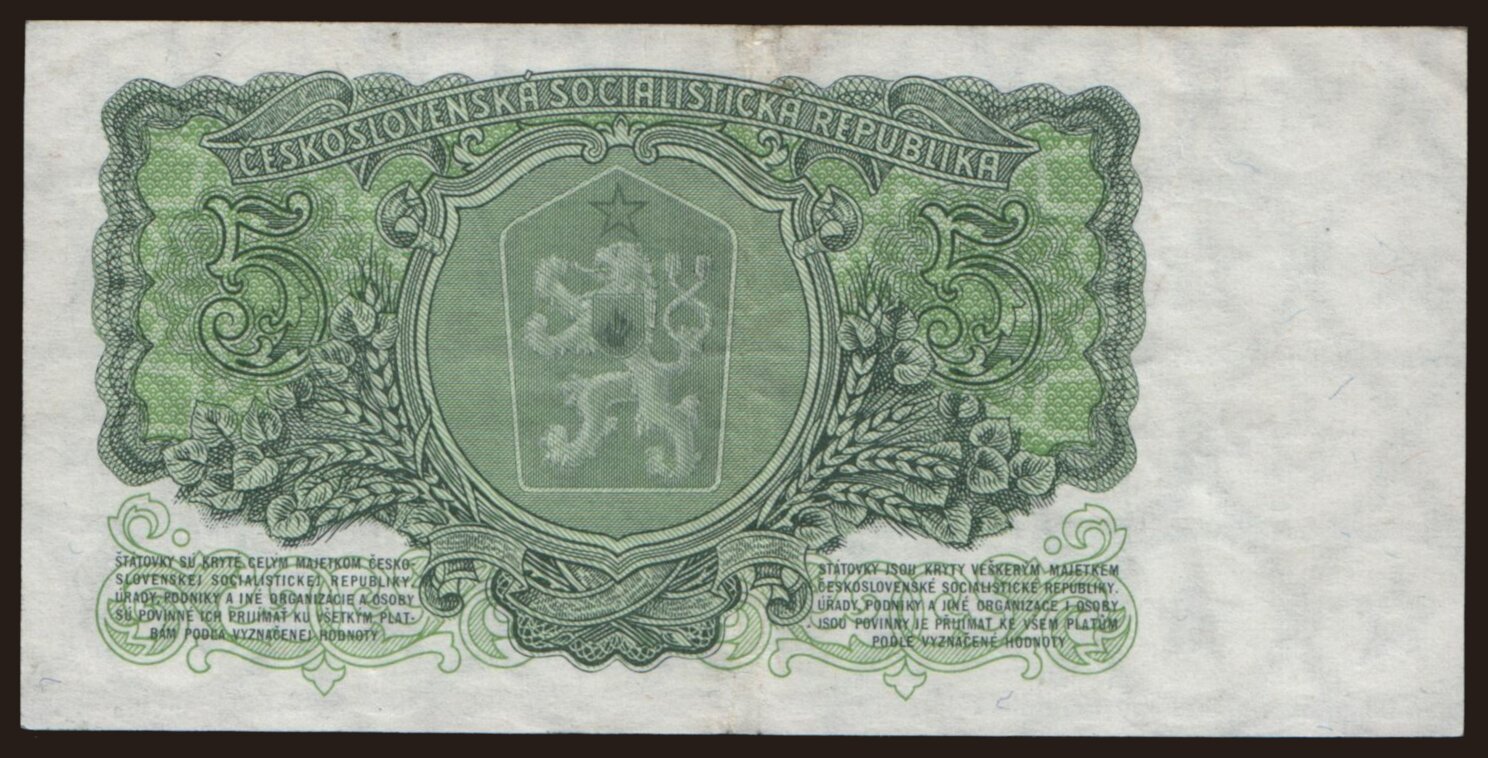 ČESKOSLOVENSKÁ SOCIALISTICKÁ REPUBLIKA
5
5
ŠTÁTOVKY SÚ KRYTÉ CELÝM MAJETKOM ČESKO-
SLOVENSKEJ SOCIALISTICKEJ REPUBLIKY.
ÚRADY, PODNIKY A INÉ ORGANIZÁCIE A OSOBY
SÚ POVINNÉ ICH PRIJÍMAŤ KU VŠETKÝM PLAT-
BÁM PODĽA VYZNAČENEJ HODNOTY
STÁTOVKY JSOU KRYTY VEŠKERÝM MAJETKEM
ČESKOSLOVENSKÉ SOCIALISTICKÉ REPUBLIKY.
ÚŘADY, PODNIKY A JINÉ ORGANIZACE I OSOBY
JSOU POVINNY JE PŘIJÍMAT KE VŠEM PLATŮM
PODLE VYZNAČENÉ HODNOTY